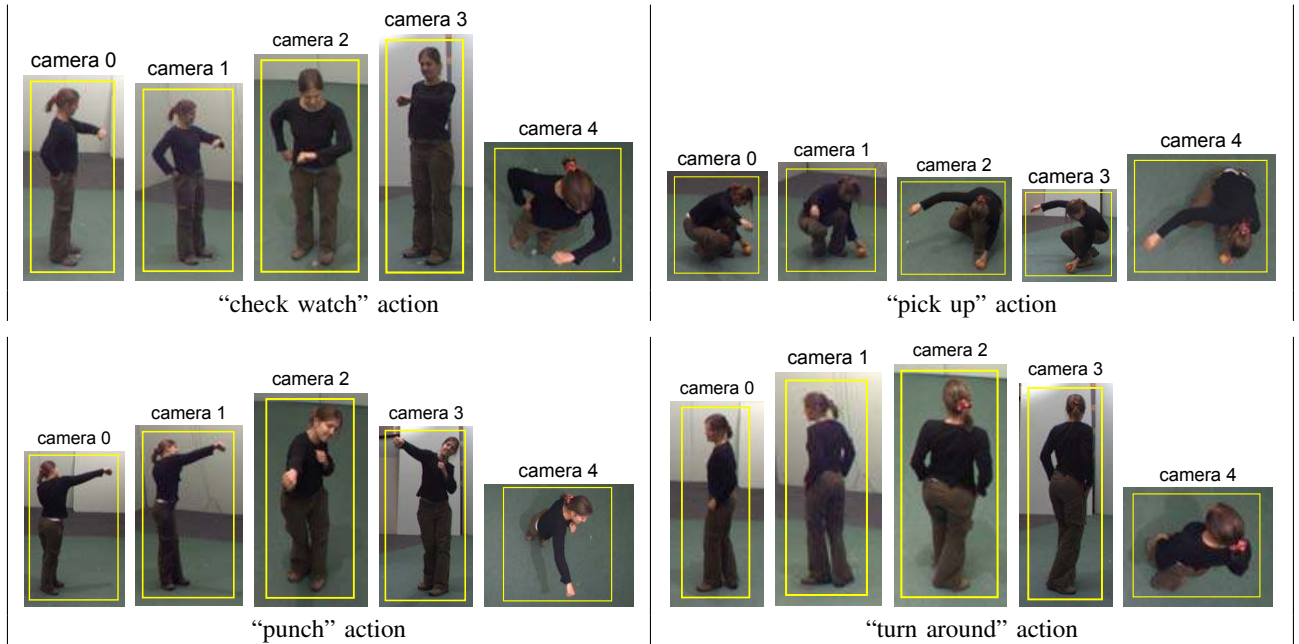 camera 0
camera 1
camera 2
camera 3
camera 4
“check watch” action
camera 0
camera 1
camera 2
camera 3
camera 4
“pick up” action
camera 0
camera 1
camera 2
camera 3
camera 4
“punch” action
camera 0
camera 1
camera 2
camera 3
camera 4
“turn around” action